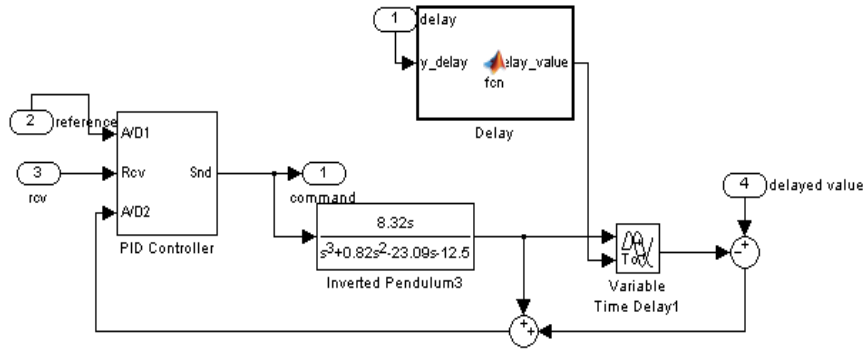 1
delay
y_delay
elay_value
fcn
Delay
2
reference
A/D1
3
rcv
Rcv
Snd
1
command
A/D2
PID Controller
8.32s
s3+0.82s2-23.09s-12.5
Inverted Pendulum3
Variable
Time Delay1
4
delayed value